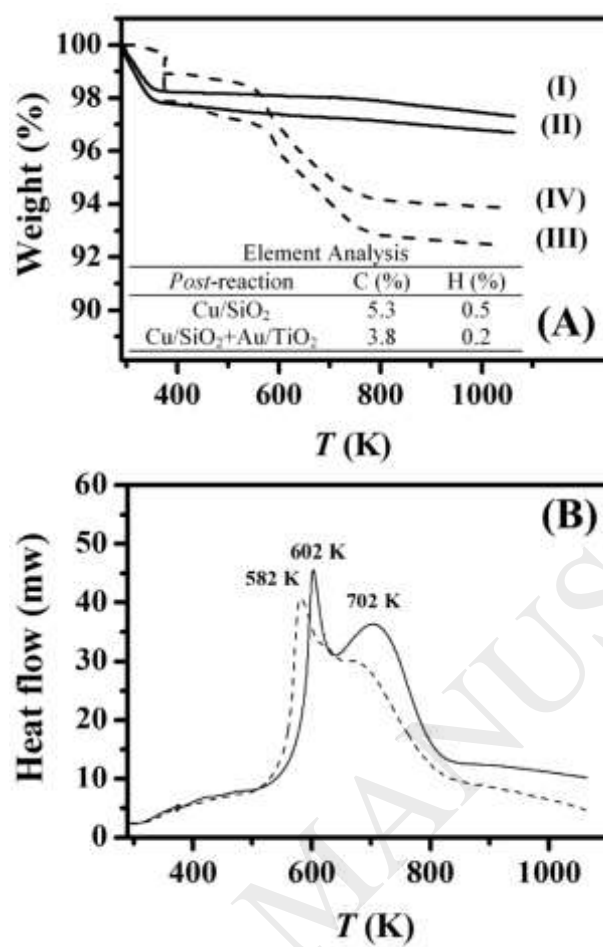 100
98
96
94
92
90
Weight (%)
(I)
(II)
(IV)
(III)
Element Analysis
Post-reaction C (%) H (%)
Cu/SiO₂ 5.3 0.5
Cu/SiO₂+Au/TiO₂ 3.8 0.2
(A)
400 600 800 1000
T (K)
60
50
40
30
20
10
0
Heat flow (mw)
(B)
602 K
582 K
702 K
400 600 800 1000
T (K)
MANUS